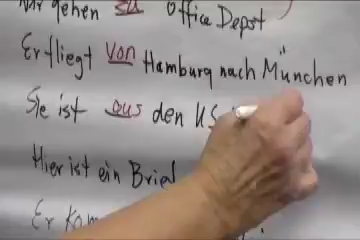 Wir gehen zu Office Depot
Er fliegt von Hamburg nach München
Sie ist aus den US
Hier ist ein Brief
Er